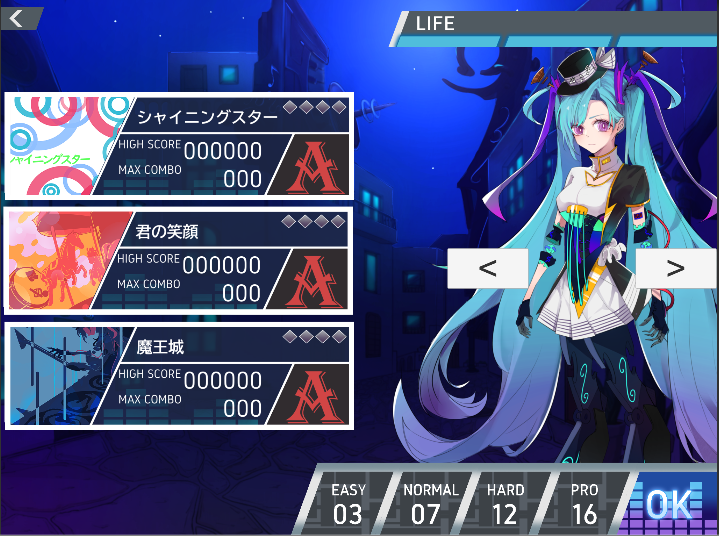 <
LIFE
シャイニングスター
シャイニングスター
HIGH SCORE 000000
MAX COMBO 000
A
君の笑顔
HIGH SCORE 000000
MAX COMBO 000
A
魔王城
HIGH SCORE 000000
MAX COMBO 000
A
< >
EASY NORMAL HARD PRO
03 07 12 16
OK